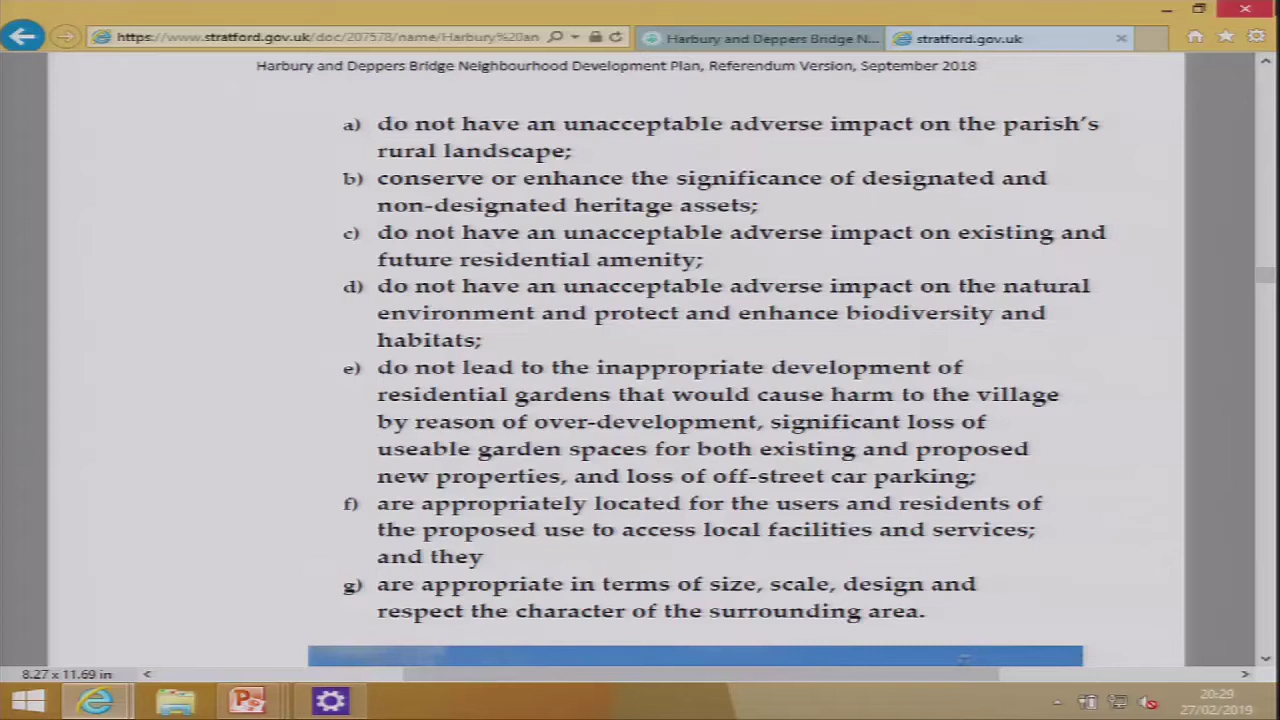 https://www.stratford.gov.uk/doc/207578/name/Harbury%20an
Harbury and Deppers Bridge N...
stratford.gov.uk
Harbury and Deppers Bridge Neighbourhood Development Plan, Referendum Version, September 2018
a) do not have an unacceptable adverse impact on the parish's
rural landscape;
b) conserve or enhance the significance of designated and
non-designated heritage assets;
c) do not have an unacceptable adverse impact on existing and
future residential amenity;
d) do not have an unacceptable adverse impact on the natural
environment and protect and enhance biodiversity and
habitats;
e) do not lead to the inappropriate development of
residential gardens that would cause harm to the village
by reason of over-development, significant loss of
useable garden spaces for both existing and proposed
new properties, and loss of off-street car parking;
f) are appropriately located for the users and residents of
the proposed use to access local facilities and services;
and they
g) are appropriate in terms of size, scale, design and
respect the character of the surrounding area.
8.27 x 11.69 in
20:29
27/02/2019